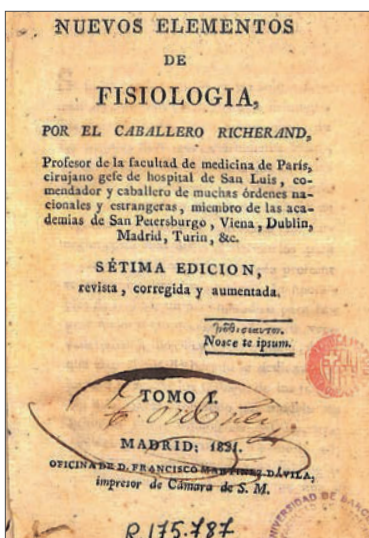 NUEVOS ELEMENTOS
DE
FISIOLOGIA,
POR EL CABALLERO RICHERAND,
Profesor de la facultad de medicina de París,
cirujano gefe de hospital de San Luis, co-
mendador y caballero de muchas órdenes na-
cionales y estrangeras, miembro de las aca-
demias de San Petersburgo, Viena, Dublin,
Madrid, Turin, &c.
SÉTIMA EDICION,
revista, corregida y aumentada.
Nosce te ipsum.
TOMO I.
MADRID: 1821.
OFICINA DE D. FRANCISCO MARTINEZ DÁVILA,
impresor de Cámara de S. M.
R 175.787